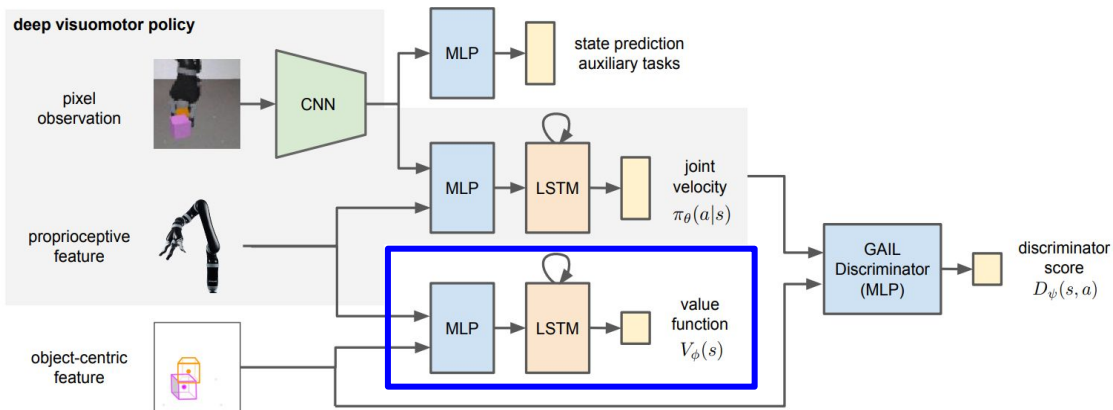 deep visuomotor policy
pixel
observation
CNN
MLP
state prediction
auxiliary tasks
MLP
LSTM
joint
velocity
πθ(a|s)
proprioceptive
feature
MLP
LSTM
value
function
Vϕ(s)
GAIL
Discriminator
(MLP)
discriminator
score
Dψ(s, a)
object-centric
feature